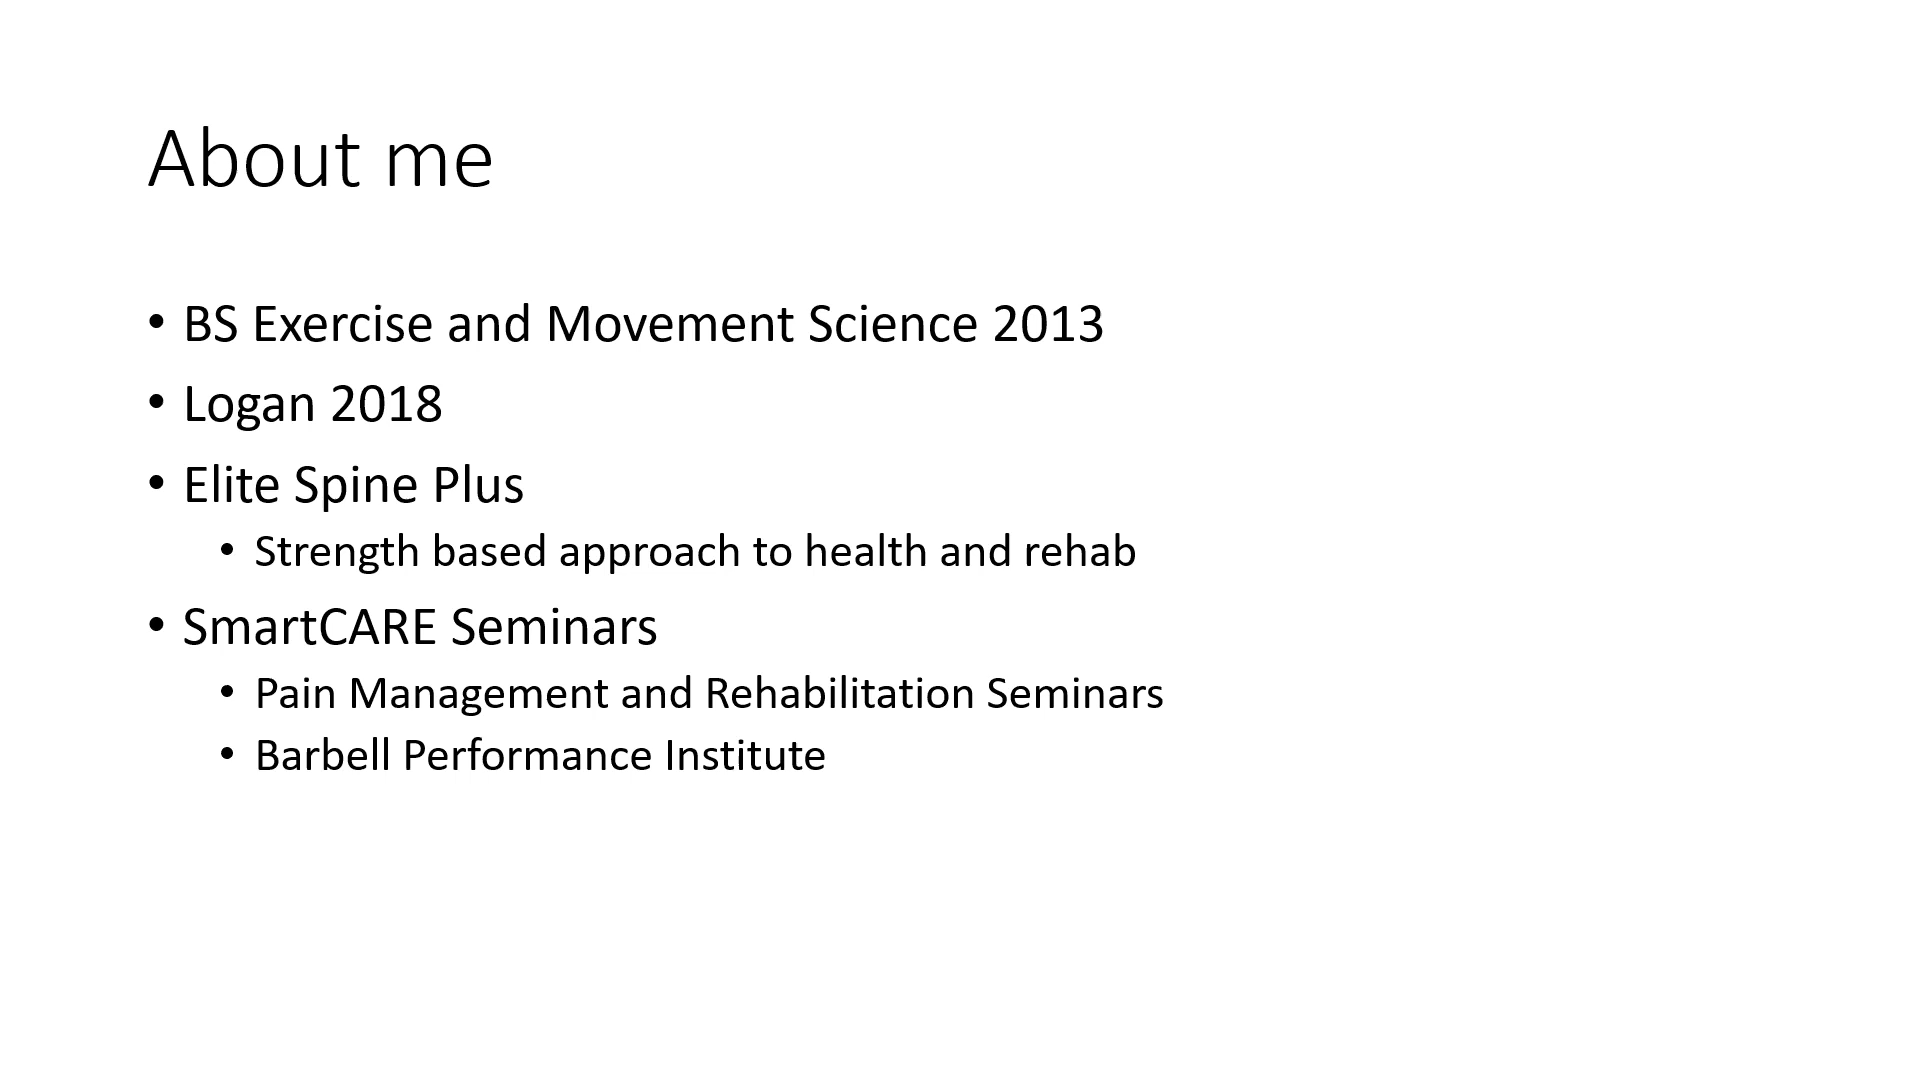 About me
• BS Exercise and Movement Science 2013
• Logan 2018
• Elite Spine Plus
• Strength based approach to health and rehab
• SmartCARE Seminars
• Pain Management and Rehabilitation Seminars
• Barbell Performance Institute